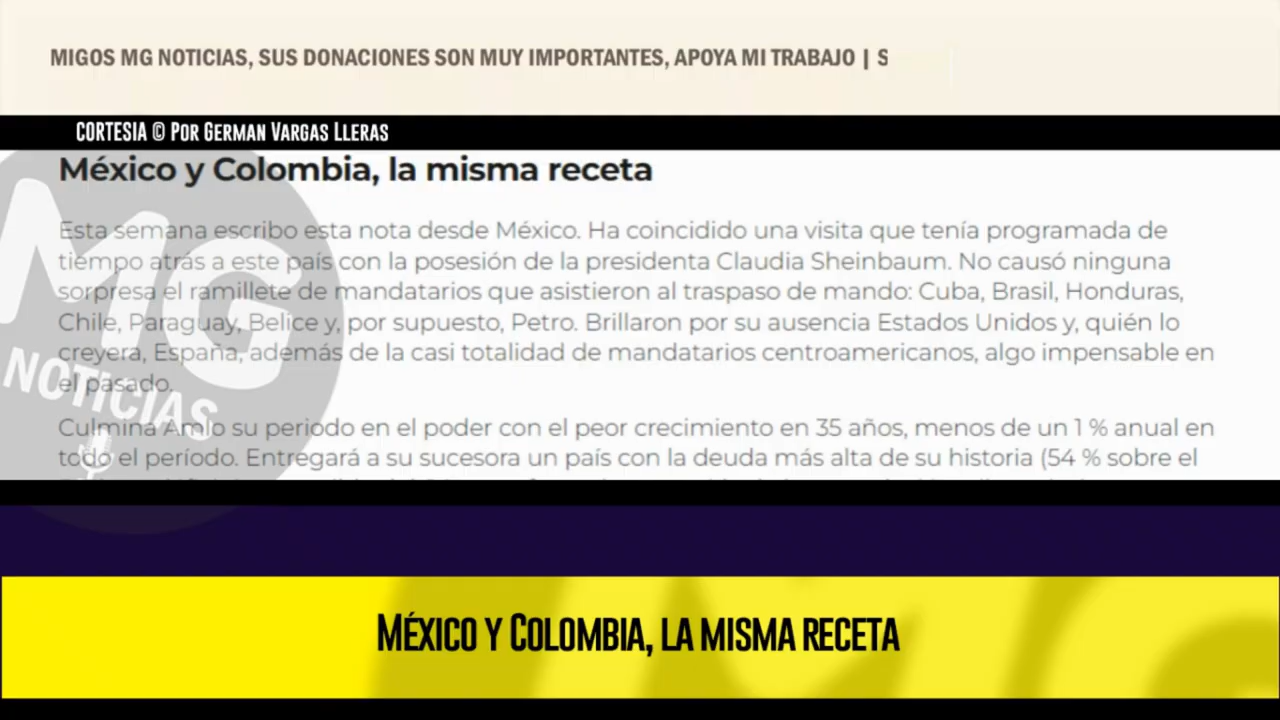 MIGOS MG NOTICIAS, SUS DONACIONES SON MUY IMPORTANTES, APOYA MI TRABAJO | S
CORTESIA © POR GERMAN VARGAS LLERAS
México y Colombia, la misma receta
Esta semana escribo esta nota desde México. Ha coincidido una visita que tenía programada de
tiempo atrás a este país con la posesión de la presidenta Claudia Sheinbaum. No causó ninguna
sorpresa el ramillete de mandatarios que asistieron al traspaso de mando: Cuba, Brasil, Honduras,
Chile, Paraguay, Belice y, por supuesto, Petro. Brillaron por su ausencia Estados Unidos y, quién lo
creyera, España, además de la casi totalidad de mandatarios centroamericanos, algo impensable en
el pasado.
Culmina Amlo su periodo en el poder con el peor crecimiento en 35 años, menos de un 1 % anual en
todo el período. Entregará a su sucesora un país con la deuda más alta de su historia (54 % sobre el
MG
NOTICIAS
MÉXICO Y COLOMBIA, LA MISMA RECETA